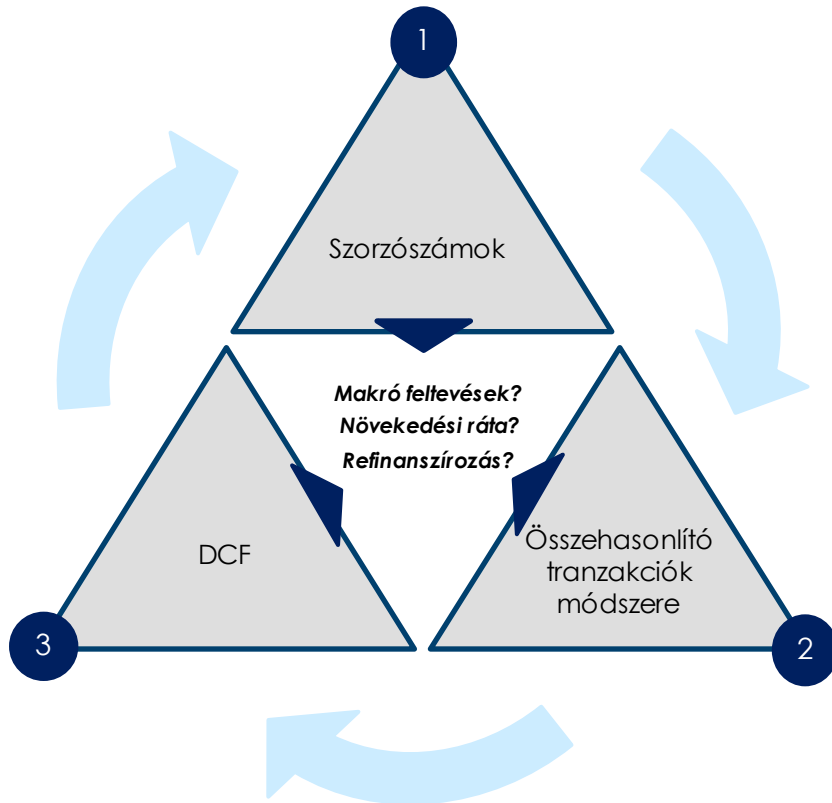 1
Szorzószámok
Makró feltevések?
Növekedési ráta?
Refinanszírozás?
DCF
Összehasonlító
tranzakciók
módszere
3
2